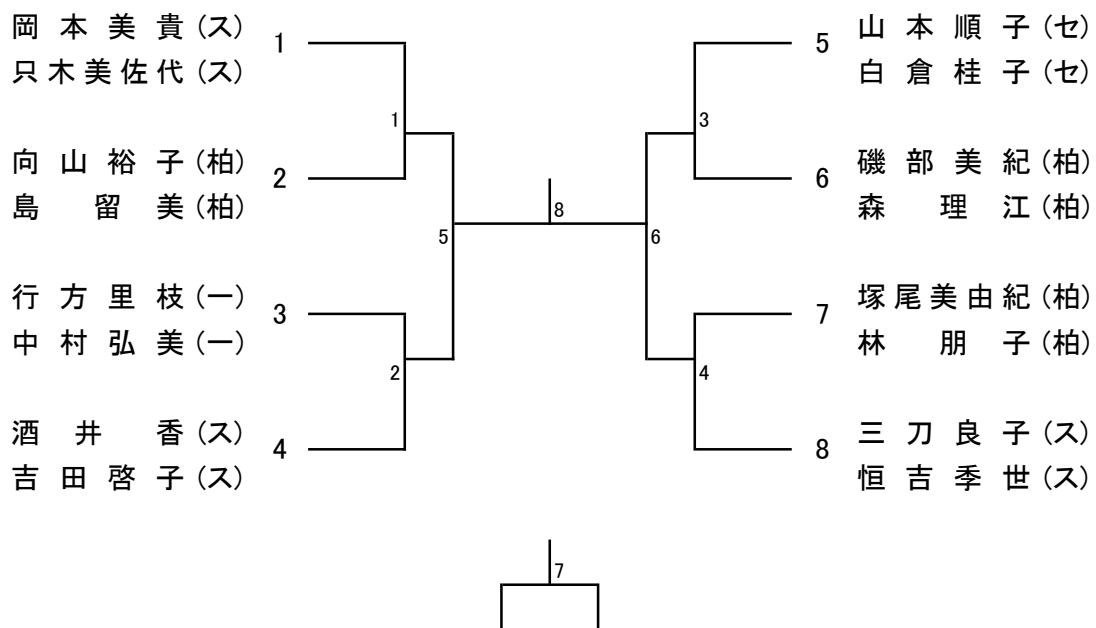 岡本美貴(ス)
1
只木美佐代(ス)
1
向山裕子(柏)
2
島留美(柏)
5
行方里枝(一)
3
中村弘美(一)
2
酒井香(ス)
4
吉田啓子(ス)
8
7
山本順子(セ)
5
白倉桂子(セ)
3
磯部美紀(柏)
6
森理江(柏)
6
塚尾美由紀(柏)
7
林朋子(柏)
4
三刀良子(ス)
8
恒吉季世(ス)